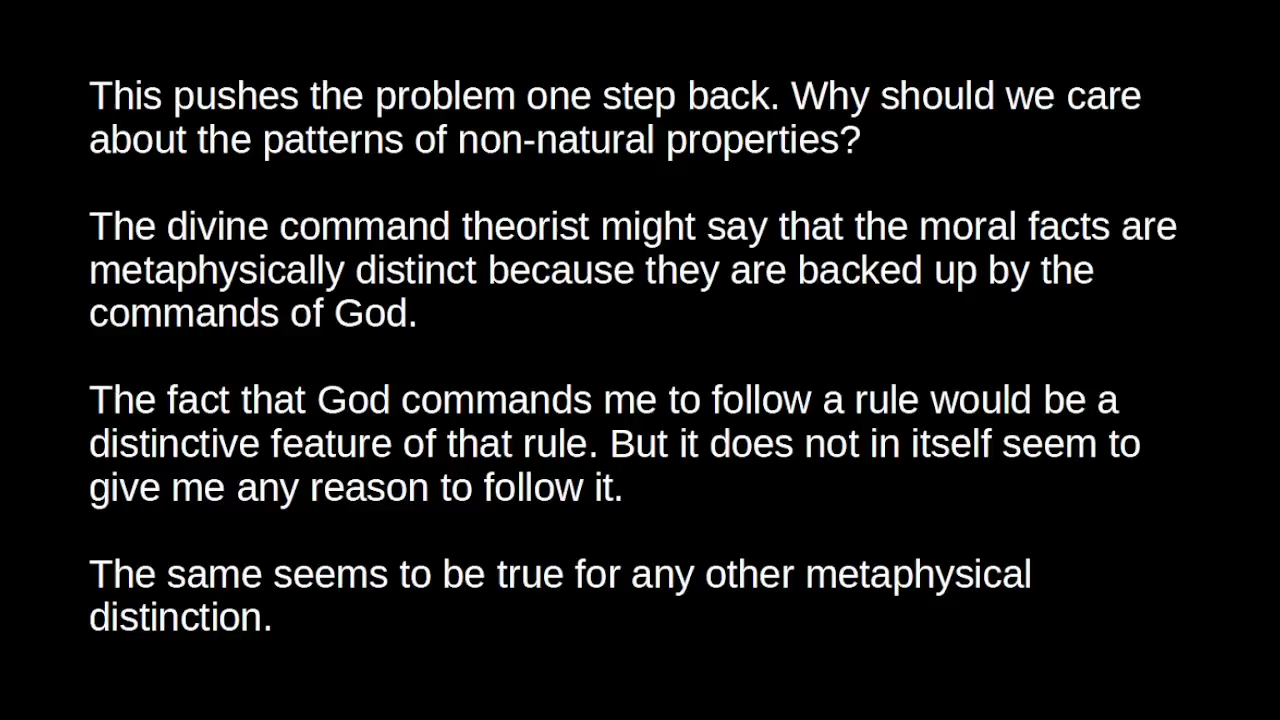 This pushes the problem one step back. Why should we care
about the patterns of non-natural properties?
The divine command theorist might say that the moral facts are
metaphysically distinct because they are backed up by the
commands of God.
The fact that God commands me to follow a rule would be a
distinctive feature of that rule. But it does not in itself seem to
give me any reason to follow it.
The same seems to be true for any other metaphysical
distinction.